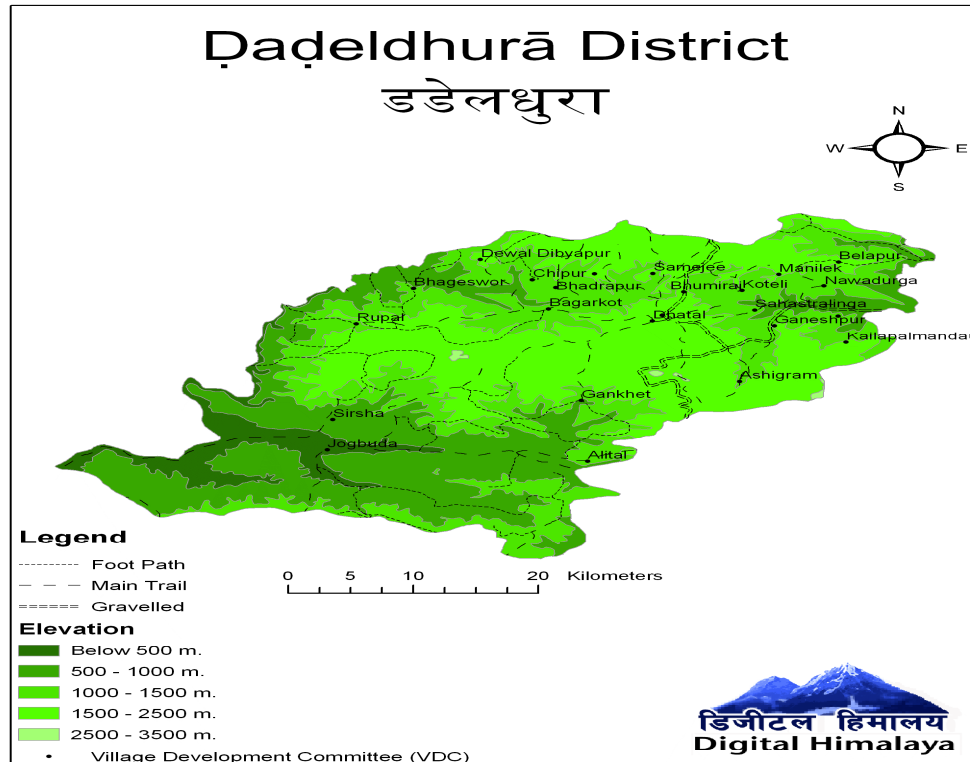 Ḍaḍeldhurā District
डडेलधुरा
N
W E
S
Dewal Dibyapur
Belapur
Samejee
Manilek
Chipur
Bhageswor
Bhadrapur
Bhumiraj
Koteli
Nawadurga
Bagarkot
Sahastralinga
Rupal
Dhatal
Ganeshpur
Ashigram
Gankhet
Sirsha
Jogbuda
Alital
Legend
Foot Path
Main Trail
Gravelled
0 5 10 20 Kilometers
Elevation
Below 500 m.
500 - 1000 m.
1000 - 1500 m.
1500 - 2500 m.
2500 - 3500 m.
Village Development Committee (VDC)
डिजीटल हिमालय
Digital Himalaya